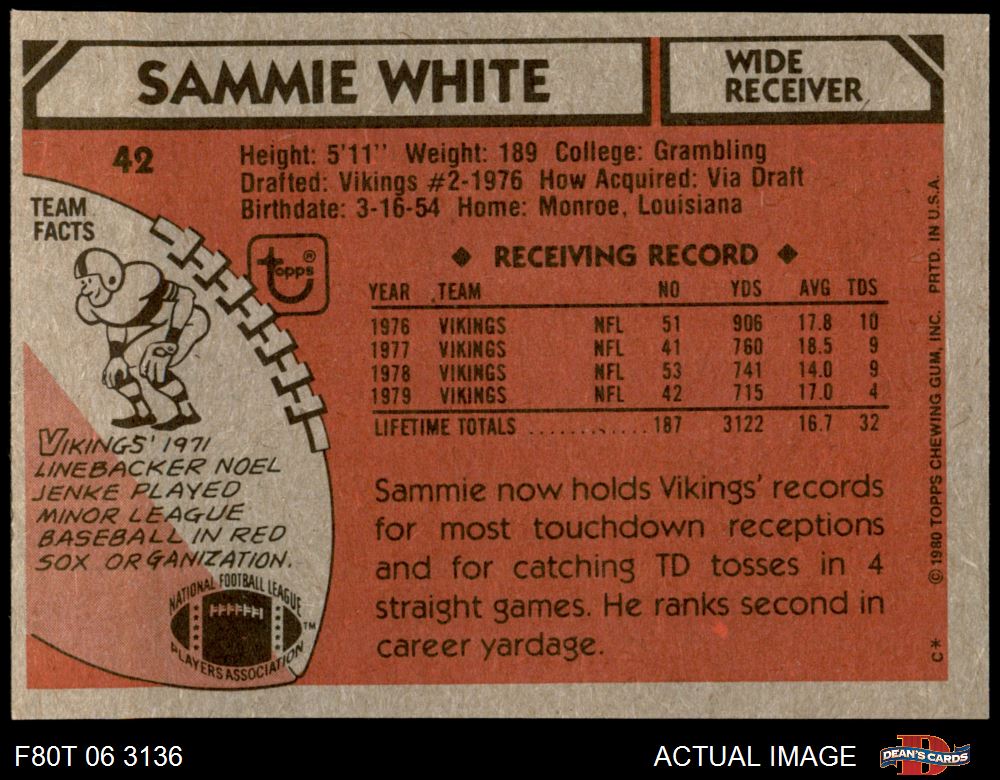 SAMMIE WHITE
WIDE
RECEIVER
42
Height: 5'11" Weight: 189 College: Grambling
Drafted: Vikings #2-1976 How Acquired: Via Draft
Birthdate: 3-16-54 Home: Monroe, Louisiana
TEAM
FACTS
topps®
VIKINGS' 1971
LINEBACKER NOEL
JENKE PLAYED
MINOR LEAGUE
BASEBALL IN RED
SOX ORGANIZATION.
NATIONAL FOOTBALL LEAGUE
PLAYERS ASSOCIATION
TM
◆ RECEIVING RECORD ◆
YEAR TEAM NO YDS AVG TDS
1976 VIKINGS NFL 51 906 17.8 10
1977 VIKINGS NFL 41 760 18.5 9
1978 VIKINGS NFL 53 741 14.0 9
1979 VIKINGS NFL 42 715 17.0 4
LIFETIME TOTALS ............ 187 3122 16.7 32
Sammie now holds Vikings' records
for most touchdown receptions
and for catching TD tosses in 4
straight games. He ranks second in
career yardage.
C* © 1980 TOPPS CHEWING GUM, INC. PRTD. IN U.S.A.
F80T 06 3136
ACTUAL IMAGE
D
DEAN'S CARDS